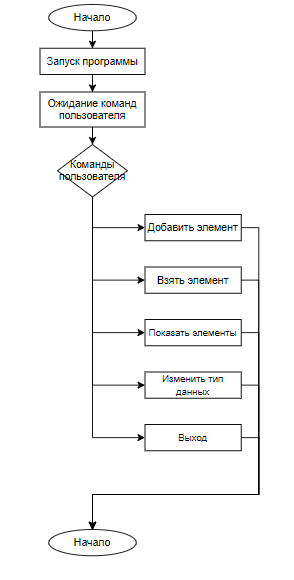 Начало
Запуск программы
Ожидание команд
пользователя
Команды
пользователя
Добавить элемент
Взять элемент
Показать элементы
Изменить тип
данных
Выход
Начало